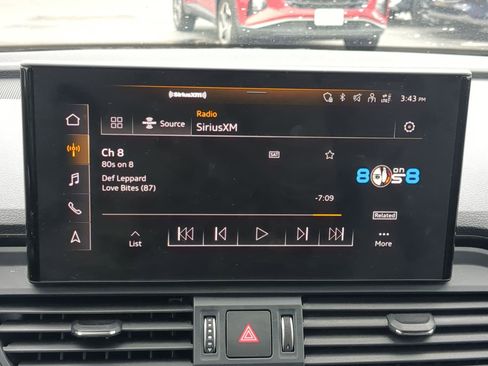 SiriusXM
3:43 PM
Radio
Source
SiriusXM
Ch 8
SAT
80s on 8
80s on 8
Def Leppard
Love Bites (87)
-7:09
Related
List
More